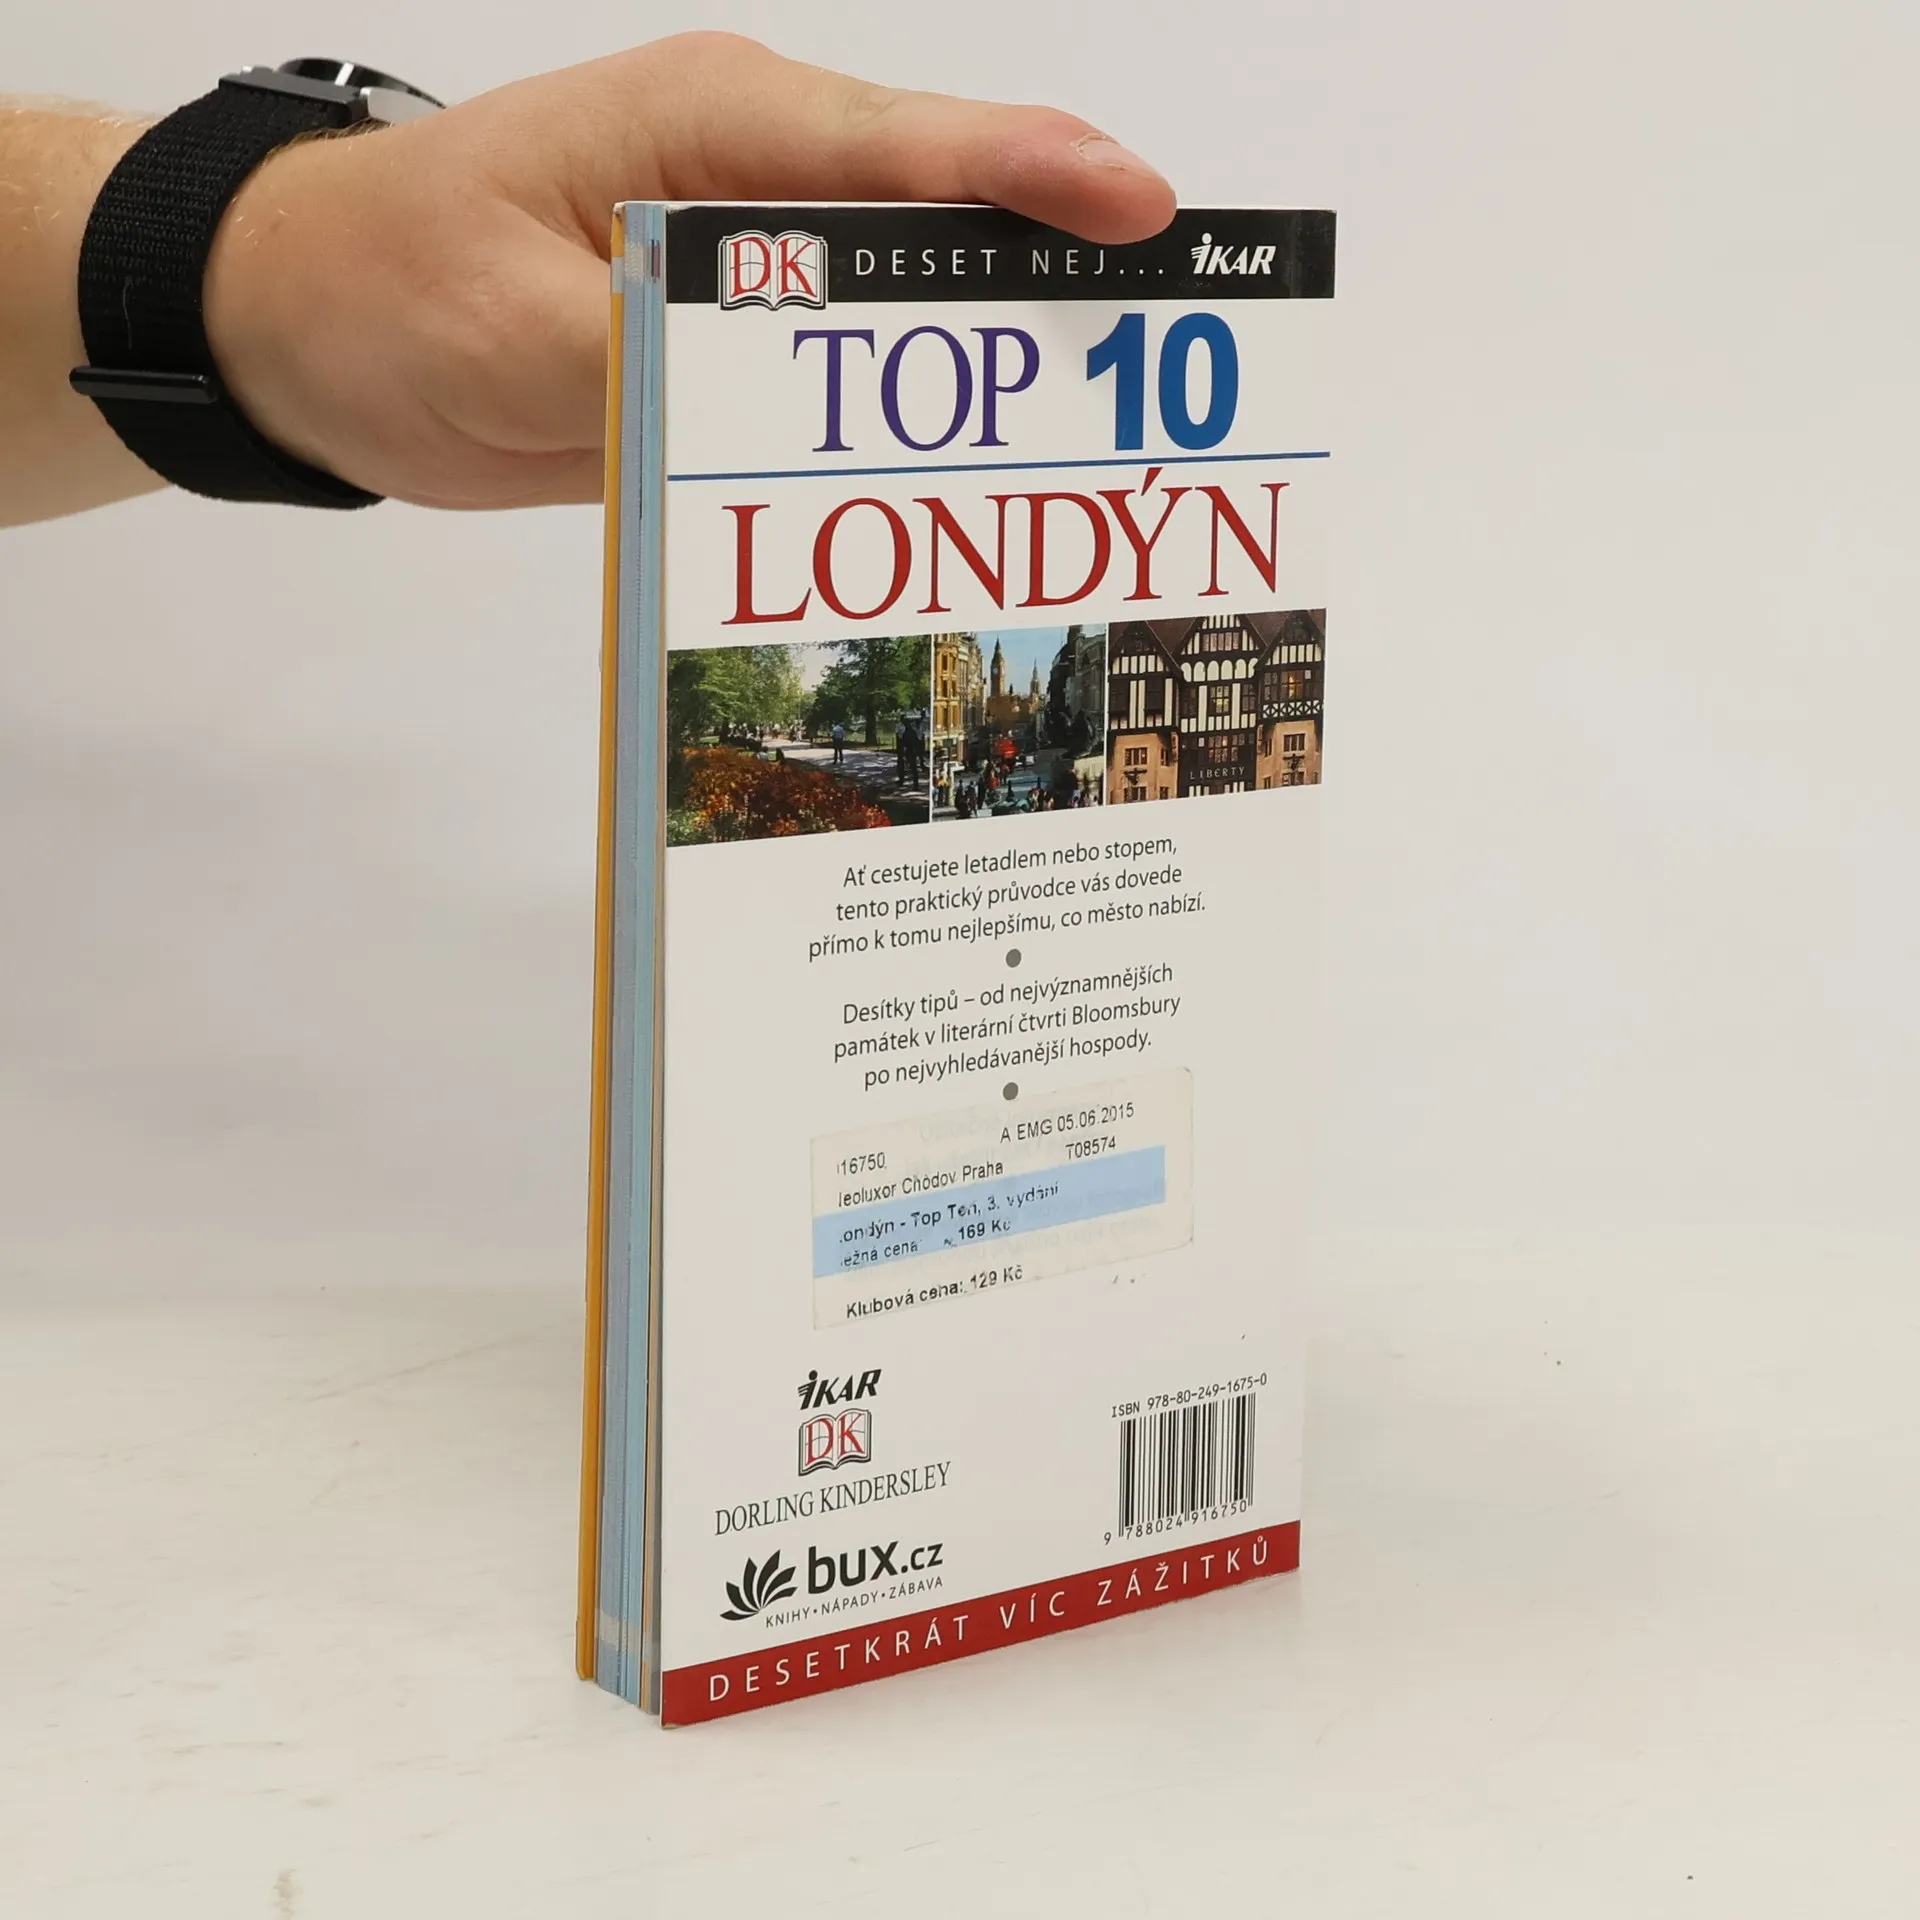 DK DESET NEJ... iKAR
TOP 10
LONDÝN
LIBERTY
Ať cestujete letadlem nebo stopem,
tento praktický průvodce vás dovede
přímo k tomu nejlepšímu, co město nabízí.
Desítky tipů – od nejvýznamnějších
památek v literární čtvrti Bloomsbury
po nejvyhledávanější hospody.
A EMG 05.06.2015
16750 T08574
Chodov Praha
- Top Ten, 3. vydání
cena 169 Kč
Klubová cena: 129 Kč
iKAR
DK
DORLING KINDERSLEY
bux.cz
KNIHY • NÁPADY • ZÁBAVA
ISBN 978-80-249-1675-0
9 788024 916750
DESETKRÁT VÍC ZÁŽITKŮ